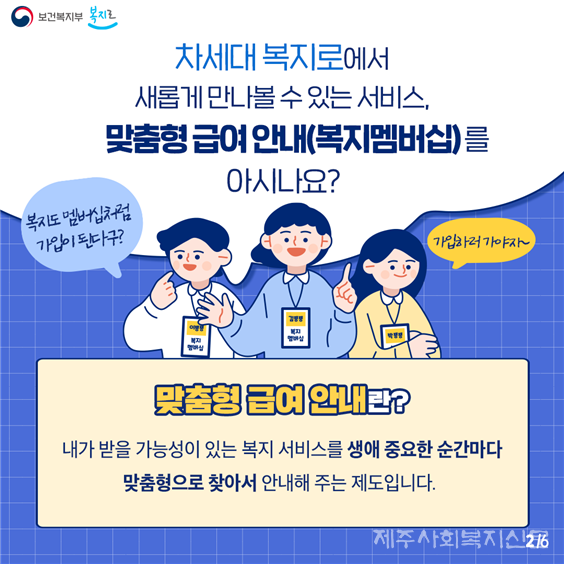 보건복지부 복지로
차세대 복지로에서
새롭게 만나볼 수 있는 서비스,
맞춤형 급여 안내(복지멤버십)를
아시나요?
복지도 멤버십처럼
가입이 된다구?
가입하러 가야지~
이행복
복지
멤버십
김행복
복지
멤버십
박행복
맞춤형 급여 안내란?
내가 받을 가능성이 있는 복지 서비스를 생애 중요한 순간마다
맞춤형으로 찾아서 안내해 주는 제도입니다.
제주사회복지신문
2/6